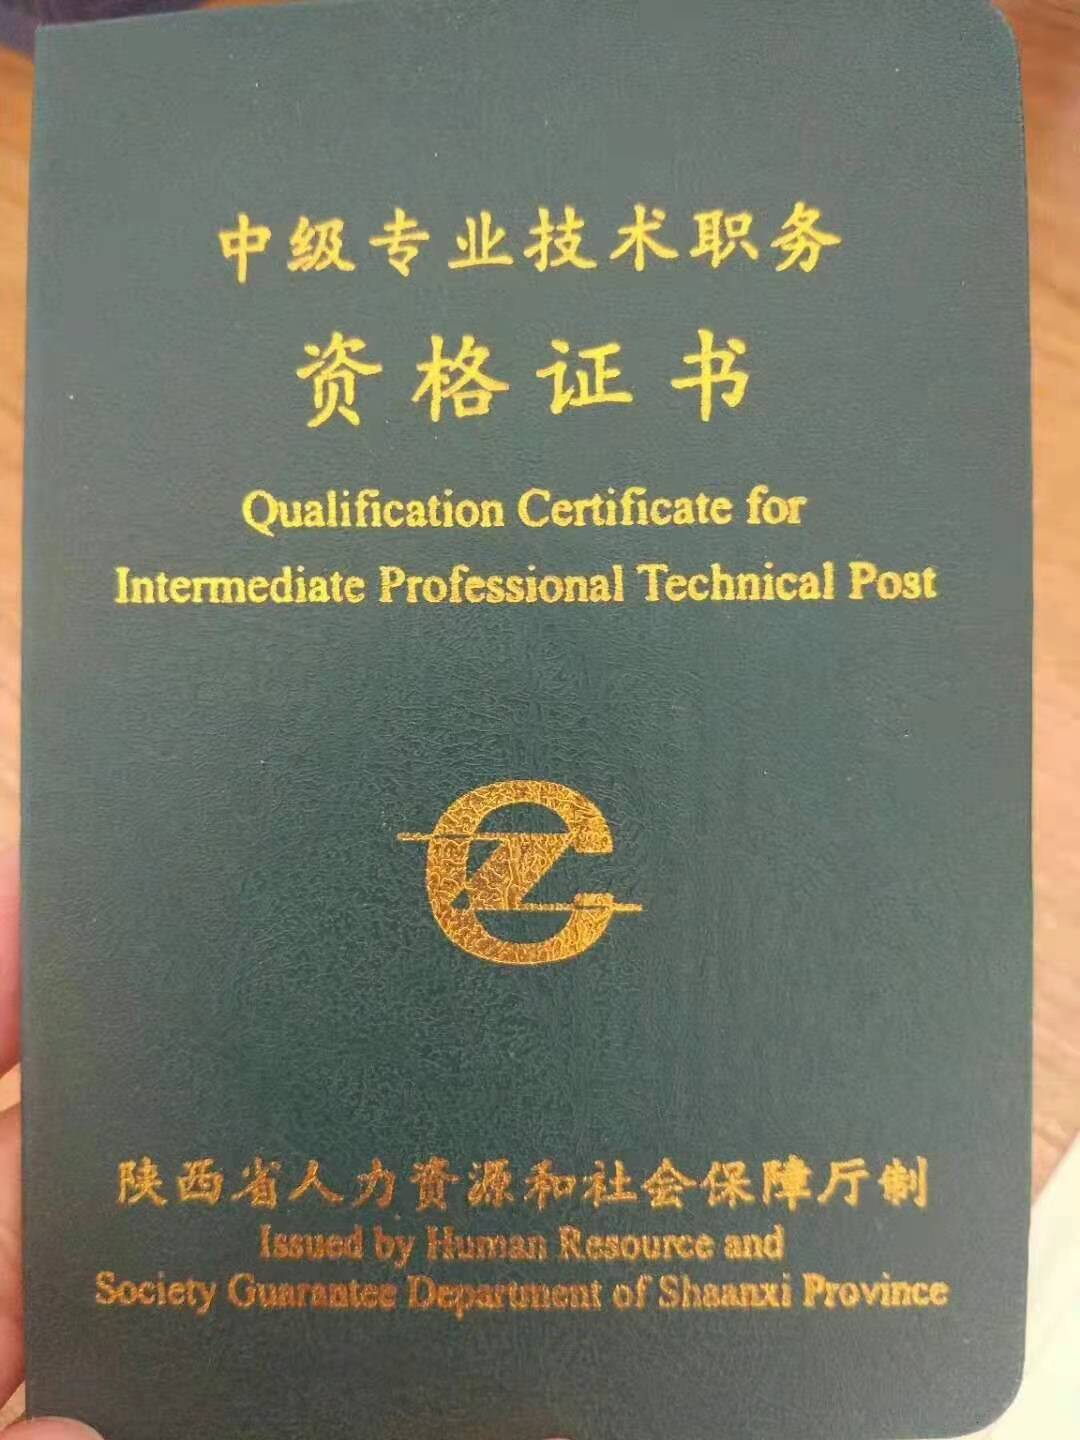 中级专业技术职务
资格证书
Qualification Certificate for
Intermediate Professional Technical Post
陕西省人力资源和社会保障厅制
Issued by Human Resource and
Society Guarantee Department of Shaanxi Province